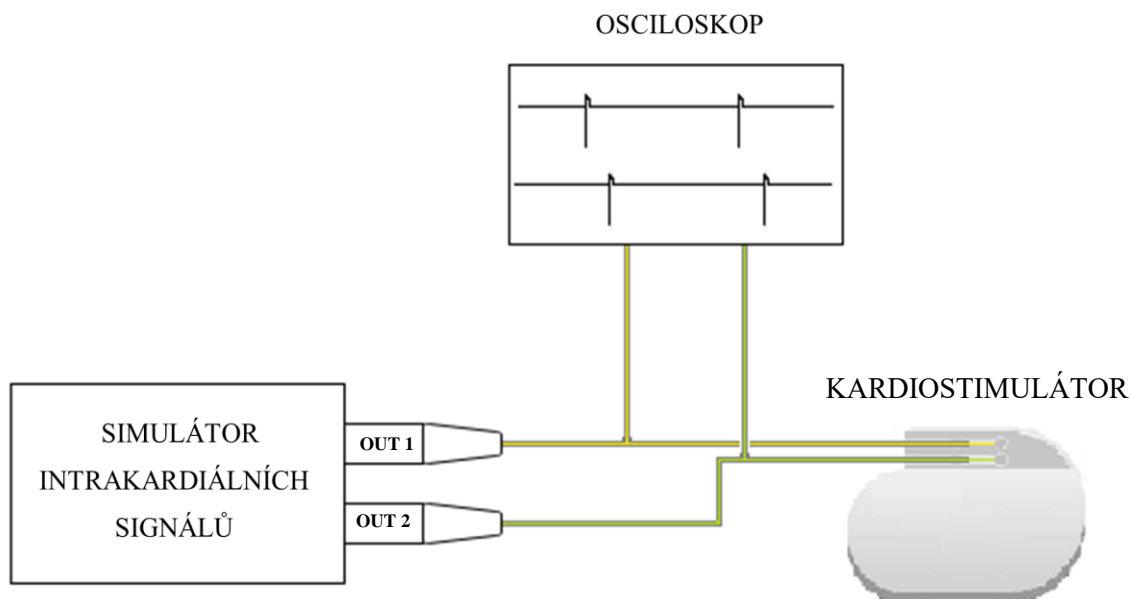 OSCILOSKOP
KARDIOSTIMULÁTOR
SIMULÁTOR
INTRAKARDIÁLNÍCH
SIGNÁLŮ
OUT 1
OUT 2